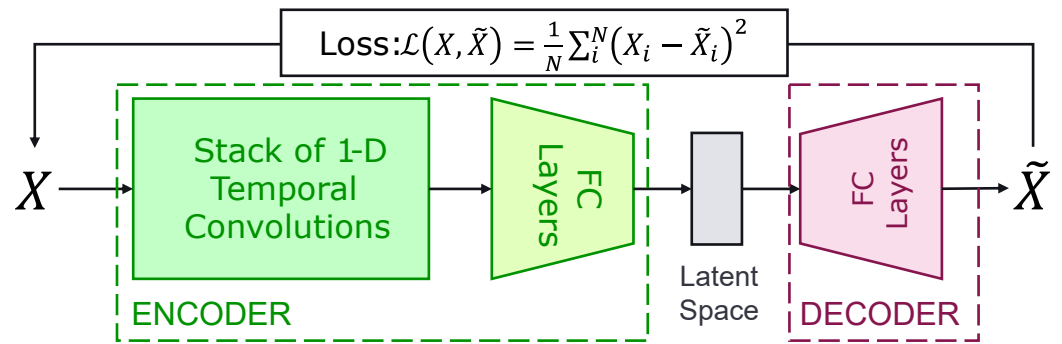 Loss:ℒ(X, X̃) = 1/N ∑ᵢᴺ(Xᵢ − X̃ᵢ)²
X
Stack of 1-D
Temporal
Convolutions
FC
Layers
ENCODER
Latent
Space
FC
Layers
DECODER
X̃